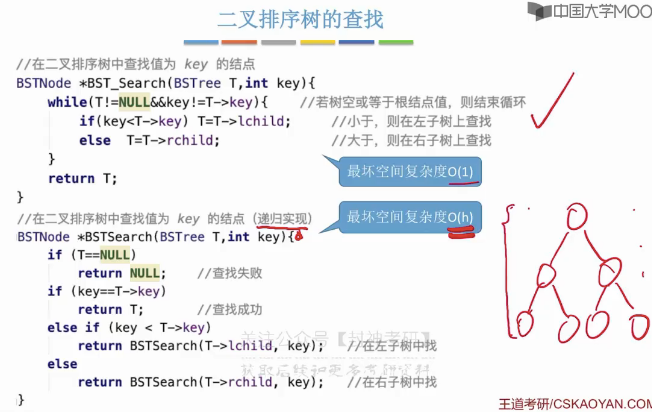 二叉排序树的查找
中国大学MOO
//在二叉排序树中查找值为 key 的结点
BSTNode *BST_Search(BSTree T,int key){
while(T!=NULL&&key!=T->key){ //若树空或等于根结点值，则结束循环
if(key<T->key) T=T->lchild; //小于，则在左子树上查找
else T=T->rchild; //大于，则在右子树上查找
}
return T;
}
最坏空间复杂度O(1)
//在二叉排序树中查找值为 key 的结点（递归实现）
最坏空间复杂度O(h)
BSTNode *BSTSearch(BSTree T,int key){
if (T==NULL)
return NULL; //查找失败
if (key==T->key)
return T; //查找成功
else if (key < T->key)
return BSTSearch(T->lchild, key); //在左子树中找
else
return BSTSearch(T->rchild, key); //在右子树中找
}
关注公众号【封神考研】
王道考研/CSKAOYAN.COM